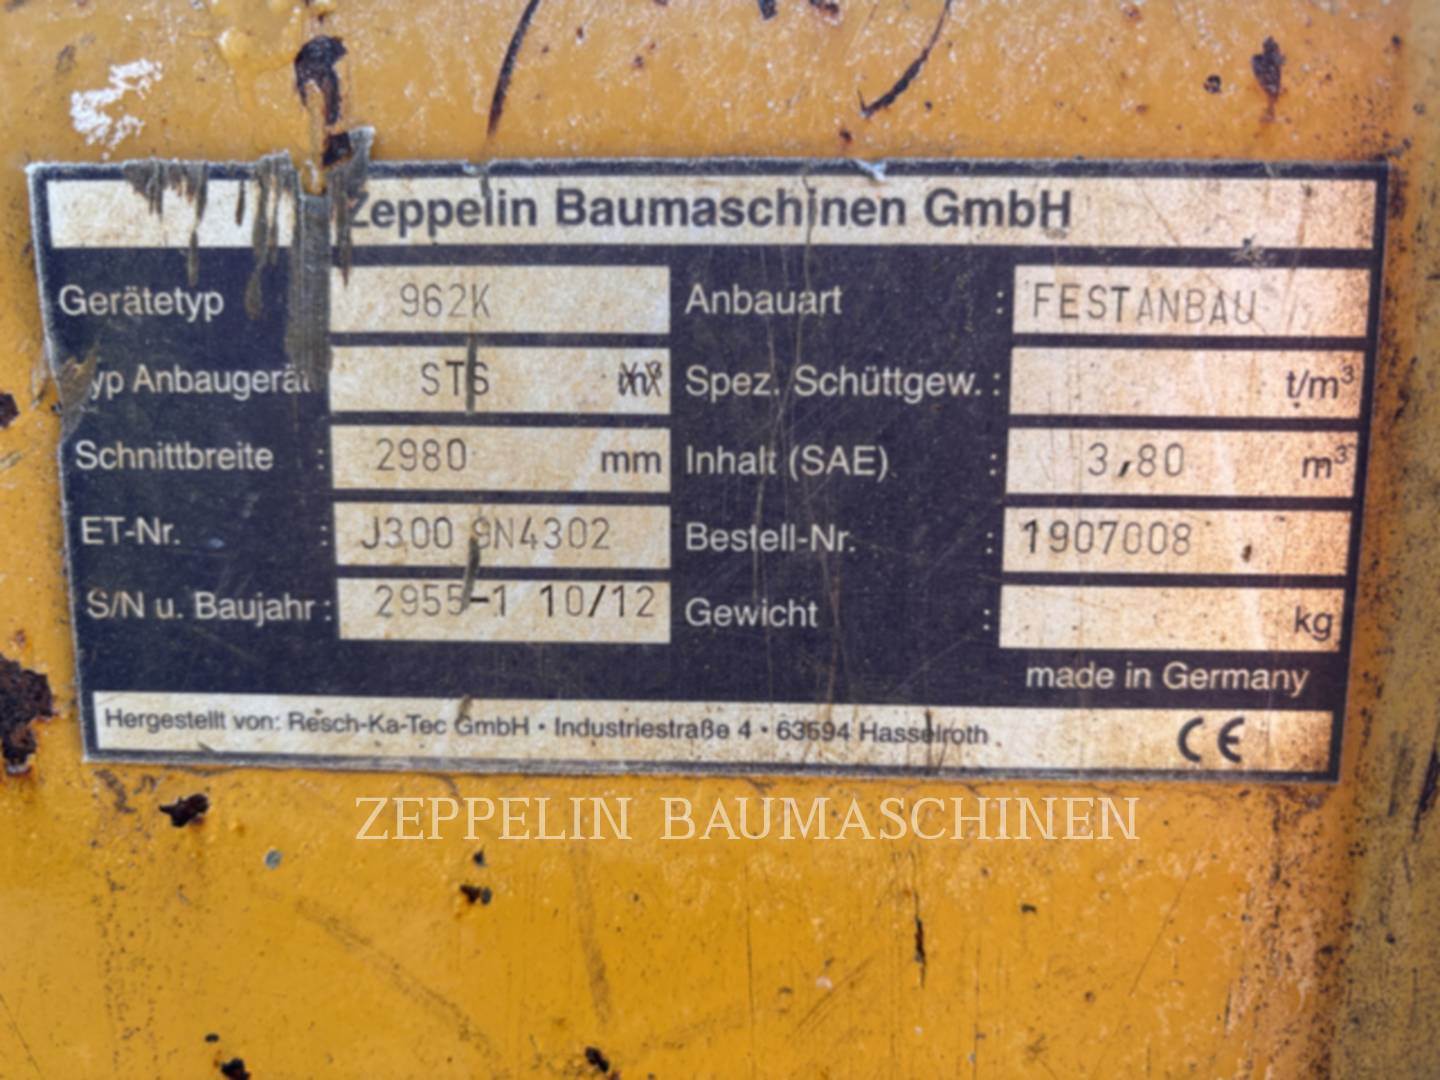 Zeppelin Baumaschinen GmbH
Gerätetyp 962K Anbauart : FESTANBAU
Typ Anbaugerät STS Spez. Schüttgew. : t/m³
Schnittbreite : 2980 mm Inhalt (SAE) : 3,80 m³
ET-Nr. : J300 9N4302 Bestell-Nr. : 1907008
S/N u. Baujahr : 2955-1 10/12 Gewicht : kg
made in Germany
Hergestellt von: Resch-Ka-Tec GmbH • Industriestraße 4 • 63594 Hasselroth CE
ZEPPELIN BAUMASCHINEN